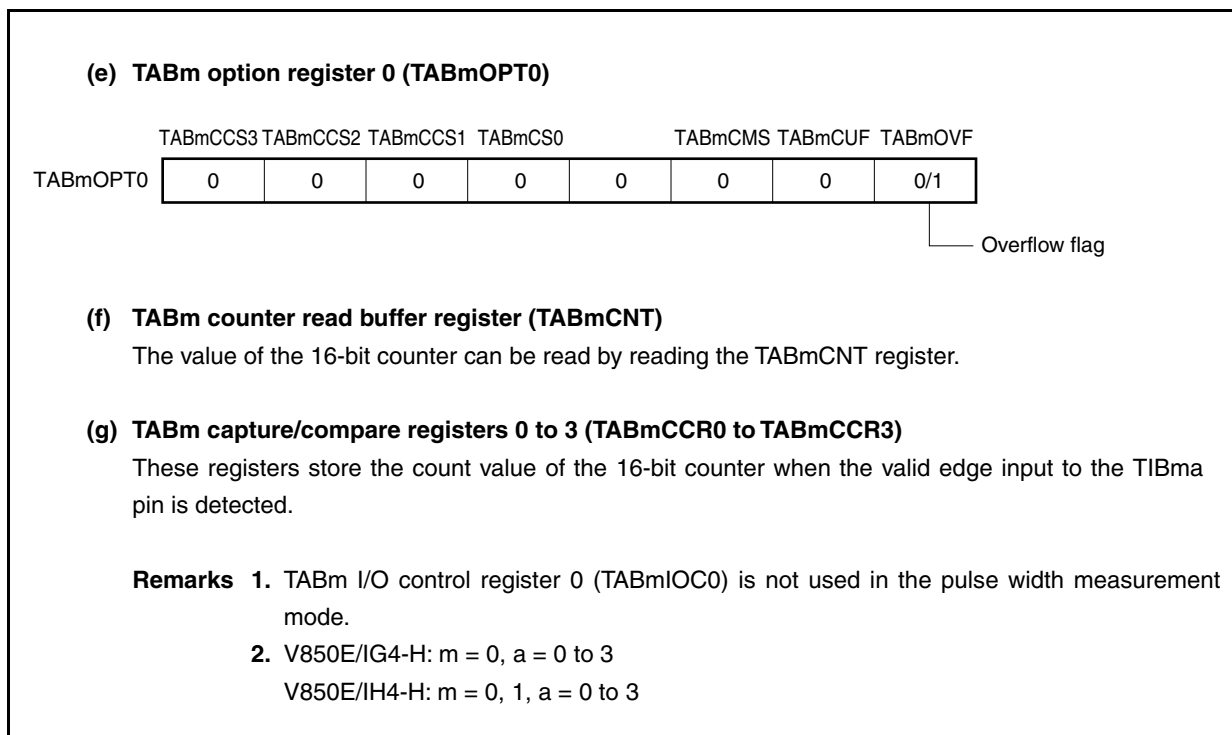 (e) TABm option register 0 (TABmOPT0)
TABmCCS3 TABmCCS2 TABmCCS1 TABmCS0 TABmCMS TABmCUF TABmOVF
TABmOPT0 0 0 0 0 0 0 0 0/1
Overflow flag
(f) TABm counter read buffer register (TABmCNT)
The value of the 16-bit counter can be read by reading the TABmCNT register.
(g) TABm capture/compare registers 0 to 3 (TABmCCR0 to TABmCCR3)
These registers store the count value of the 16-bit counter when the valid edge input to the TIBma
pin is detected.
Remarks 1. TABm I/O control register 0 (TABmIOC0) is not used in the pulse width measurement
mode.
2. V850E/IG4-H: m = 0, a = 0 to 3
V850E/IH4-H: m = 0, 1, a = 0 to 3